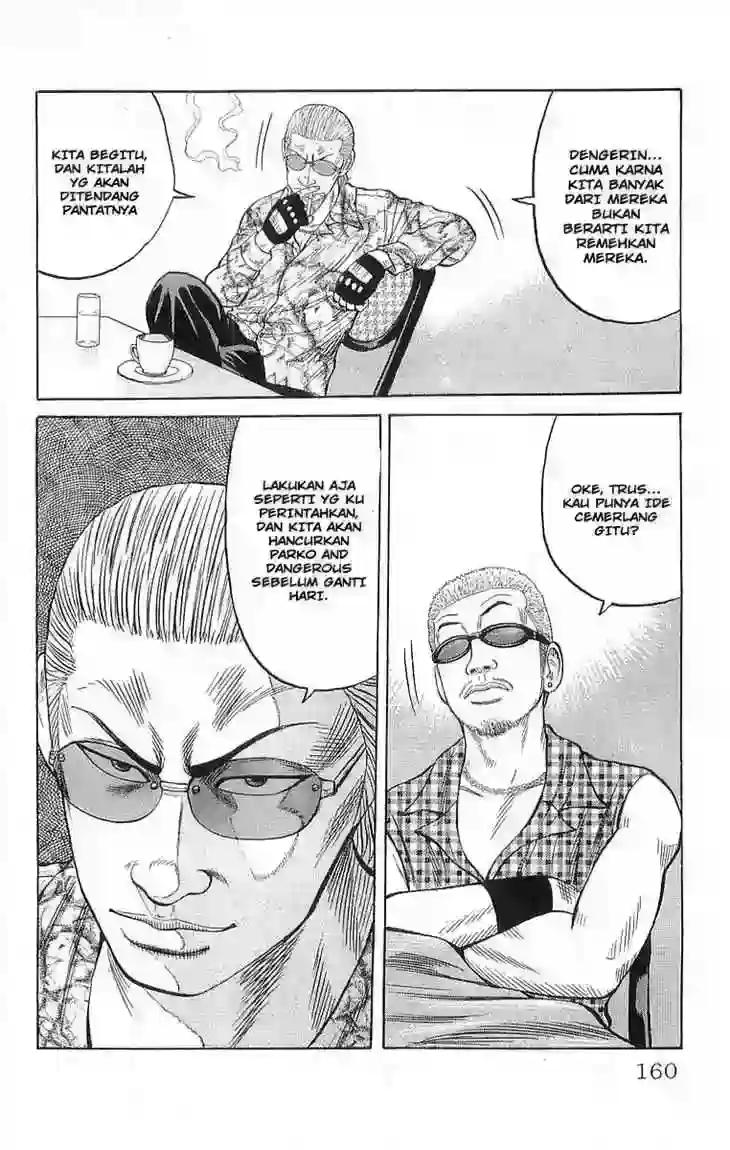 DENGERIN...
CUMA KARNA
KITA BANYAK
DARI MEREKA
BUKAN
BERARTI KITA
REMEHKAN
MEREKA.
KITA BEGITU,
DAN KITALAH
YG AKAN
DITENDANG
PANTATNYA
OKE, TRUS...
KAU PUNYA IDE
CEMERLANG
GITU?
LAKUKAN AJA
SEPERTI YG KU
PERINTAHKAN,
DAN KITA AKAN
HANCURKAN
PARKO AND
DANGEROUS
SEBELUM GANTI
HARI.
160